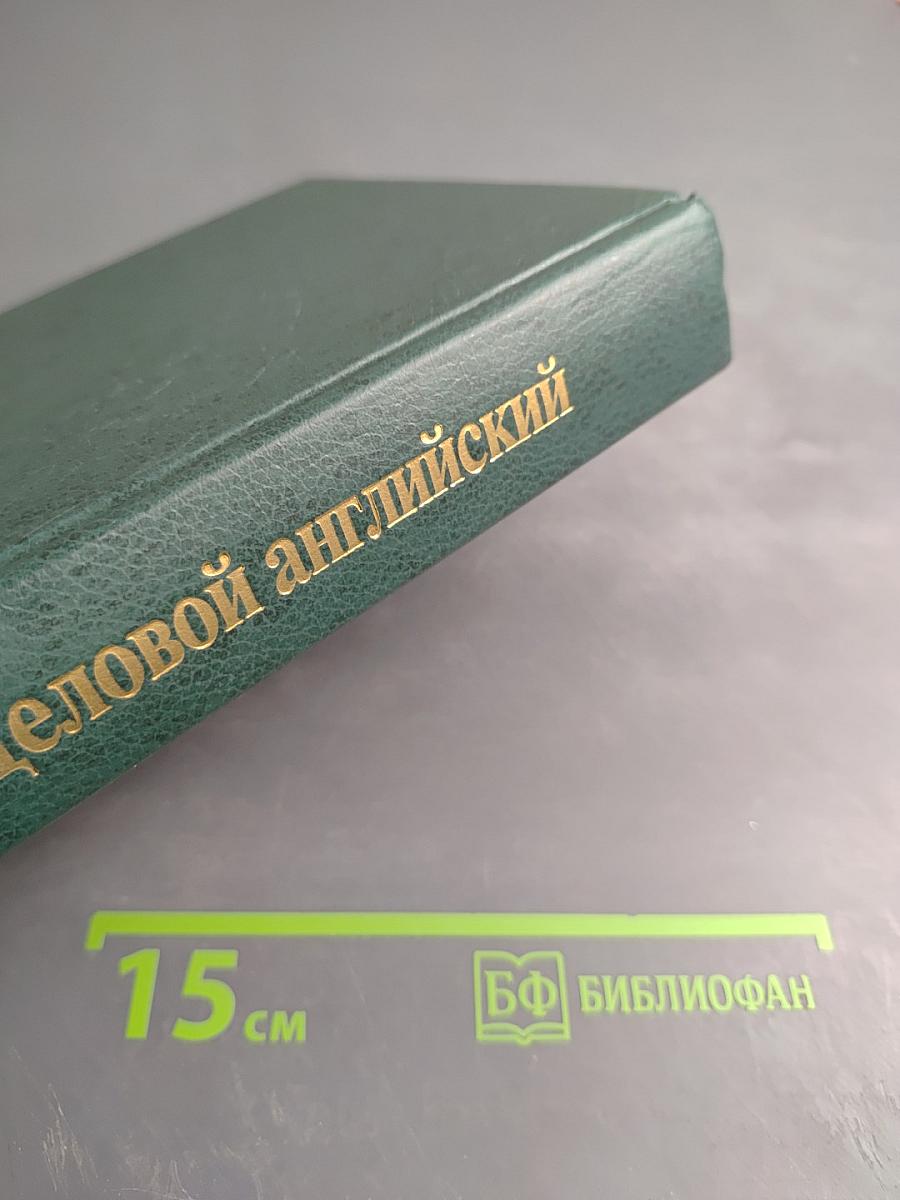 Деловой английский
15 см
БФ БИБЛИОФАН